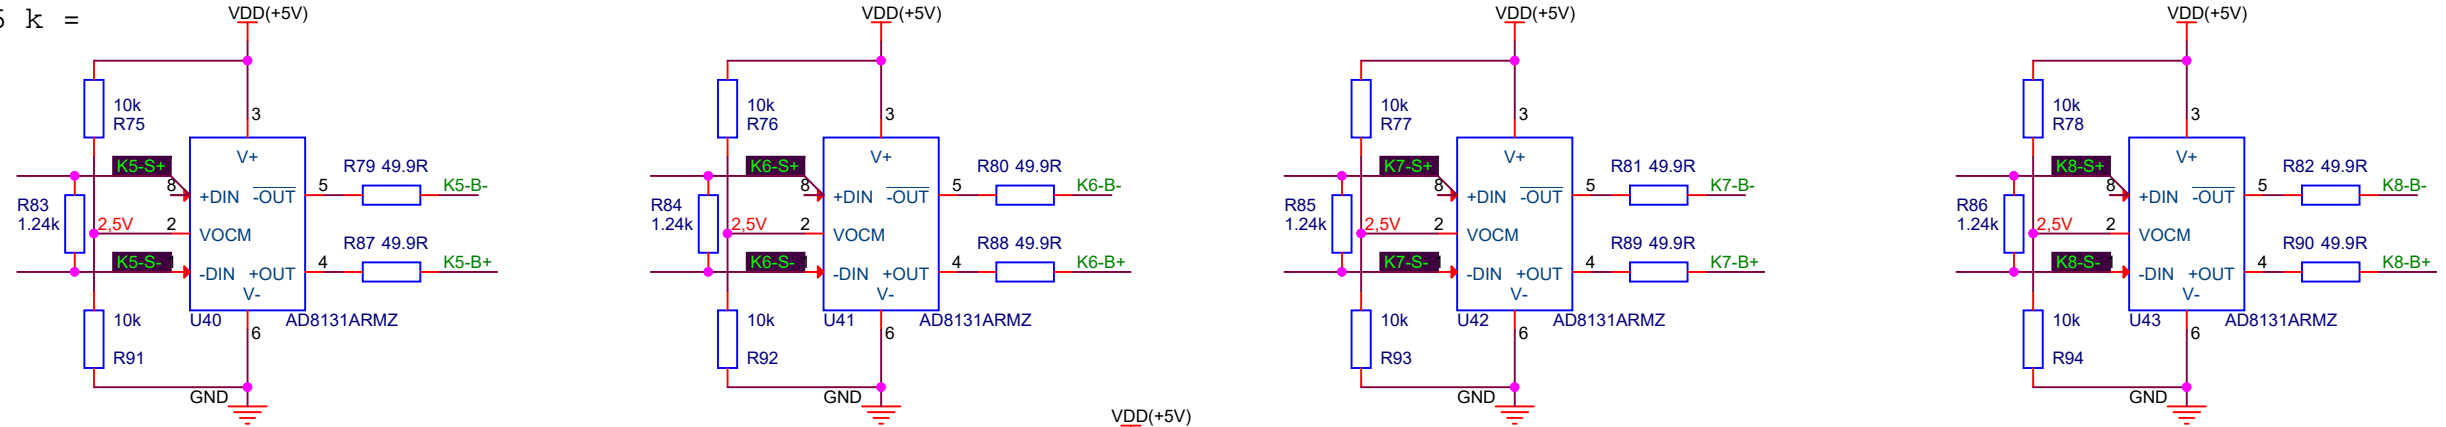 5 k =
VDD(+5V) VDD(+5V) VDD(+5V) VDD(+5V)
10k 10k 10k 10k
R75 R76 R77 R78
3 3 3 3
V+ V+ V+ V+
K5-S+ R79 49.9R K6-S+ R80 49.9R K7-S+ R81 49.9R K8-S+ R82 49.9R
8 5 K5-B- 8 5 K6-B- 8 5 K7-B- 8 5 K8-B-
+DIN -OUT +DIN -OUT +DIN -OUT +DIN -OUT
R83 R84 R85 R86
1.24k 2,5V 2 1.24k 2,5V 2 1.24k 2,5V 2 1.24k 2,5V 2
VOCM VOCM VOCM VOCM
R87 49.9R R88 49.9R R89 49.9R R90 49.9R
K5-S- 4 K5-B+ K6-S- 4 K6-B+ K7-S- 4 K7-B+ K8-S- 4 K8-B+
-DIN +OUT -DIN +OUT -DIN +OUT -DIN +OUT
V- V- V- V-
10k U40 AD8131ARMZ 10k U41 AD8131ARMZ 10k U42 AD8131ARMZ 10k U43 AD8131ARMZ
6 6 6 6
R91 R92 R93 R94
GND GND GND GND
VDD(+5V)